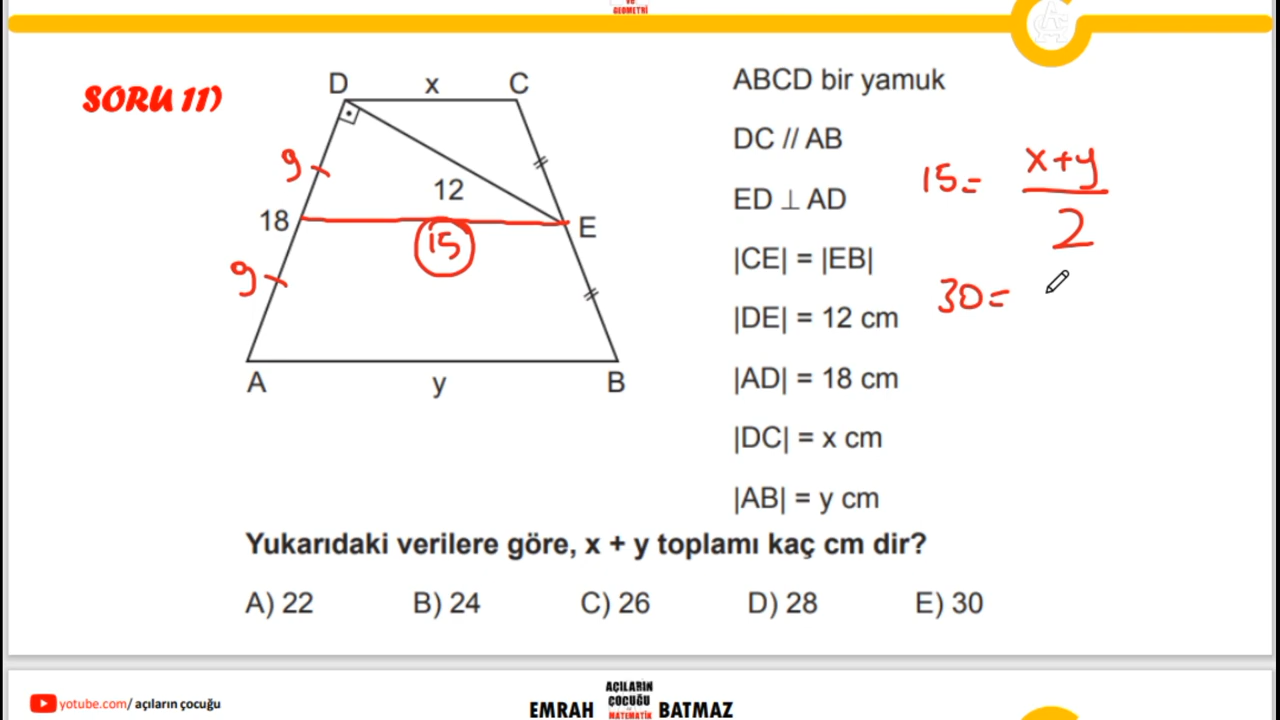 VE
GEOMETRİ
SORU 11)
D x C
9
12
18
15
E
9
A y B
ABCD bir yamuk
DC // AB
ED ⊥ AD
|CE| = |EB|
|DE| = 12 cm
|AD| = 18 cm
|DC| = x cm
|AB| = y cm
15= x+y
2
30=
Yukarıdaki verilere göre, x + y toplamı kaç cm dir?
A) 22 B) 24 C) 26 D) 28 E) 30
yotube.com/ açıların çocuğu
EMRAH
AÇILARIN
ÇOCUĞU
MATEMATİK
BATMAZ